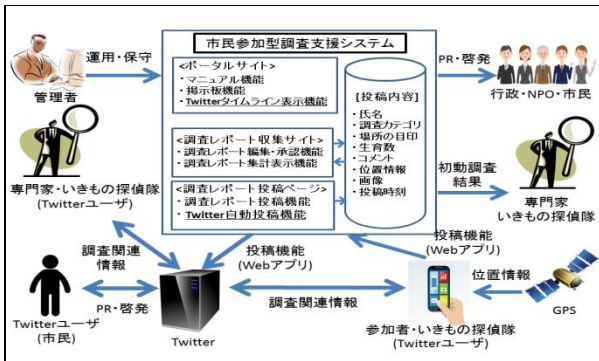 市民参加型調査支援システム
運用・保守
管理者
<ポータルサイト>
・マニュアル機能
・掲示板機能
・Twitterタイムライン表示機能
<調査レポート収集サイト>
・調査レポート編集・承認機能
・調査レポート集計表示機能
<調査レポート投稿ページ>
・調査レポート投稿機能
・Twitter自動投稿機能
[投稿内容]
・氏名
・調査カテゴリ
・場所の目印
・生育数
・コメント
・位置情報
・画像
・投稿時刻
PR・啓発
行政・NPO・市民
初動調査
結果
専門家
いきもの探偵隊
専門家・いきもの探偵隊
(Twitterユーザ)
調査関連
情報
投稿機能
(Webアプリ)
投稿機能
(Webアプリ)
位置情報
GPS
PR・啓発
Twitterユーザ
(市民)
Twitter
調査関連情報
参加者・いきもの探偵隊
(Twitterユーザ)